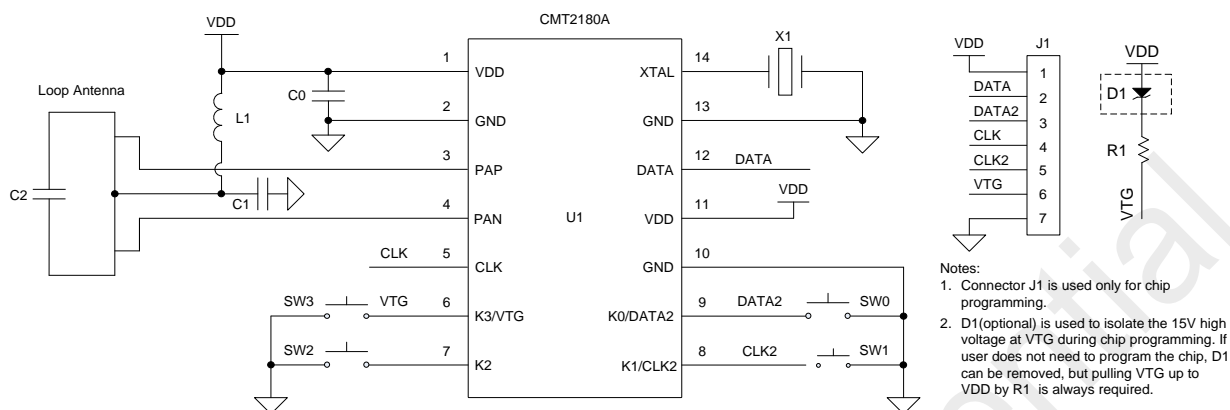 CMT2180A
VDD
Loop Antenna
C2
L1
C0
C1
1
VDD
2
GND
3
PAP
4
PAN
CLK
5
CLK
SW3
VTG
6
K3/VTG
SW2
7
K2
U1
XTAL
14
X1
GND
13
DATA
12
DATA
VDD
VDD
11
GND
10
K0/DATA2
9
DATA2
SW0
K1/CLK2
8
CLK2
SW1
J1
VDD
1
DATA
2
DATA2
3
CLK
4
CLK2
5
VTG
6
7
VDD
D1
R1
VTG
Notes:
1. Connector J1 is used only for chip
programming.
2. D1(optional) is used to isolate the 15V high
voltage at VTG during chip programming. If
user does not need to program the chip, D1
can be removed, but pulling VTG up to
VDD by R1 is always required.